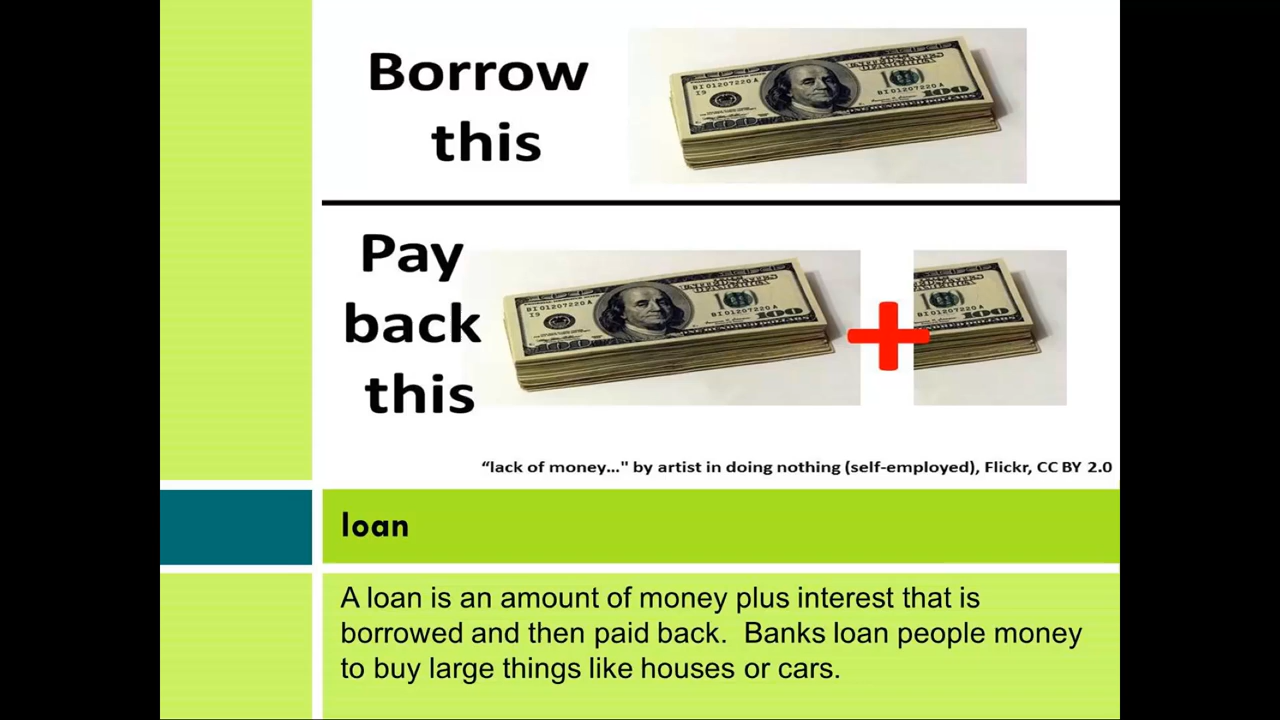 Borrow
this
Pay
back
this
“lack of money..." by artist in doing nothing (self-employed), Flickr, CC BY 2.0
loan
A loan is an amount of money plus interest that is
borrowed and then paid back.  Banks loan people money
to buy large things like houses or cars.